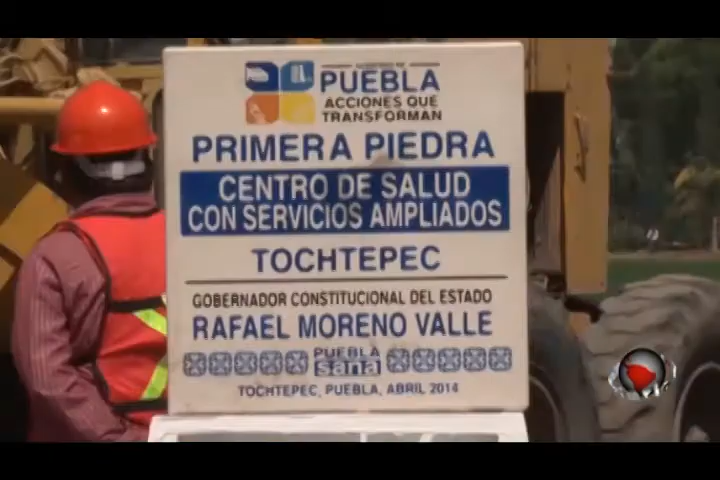 PUEBLA
ACCIONES QUE
TRANSFORMAN
PRIMERA PIEDRA
CENTRO DE SALUD
CON SERVICIOS AMPLIADOS
TOCHTEPEC
GOBERNADOR CONSTITUCIONAL DEL ESTADO
RAFAEL MORENO VALLE
PUEBLA
sana
TOCHTEPEC, PUEBLA, ABRIL 2014